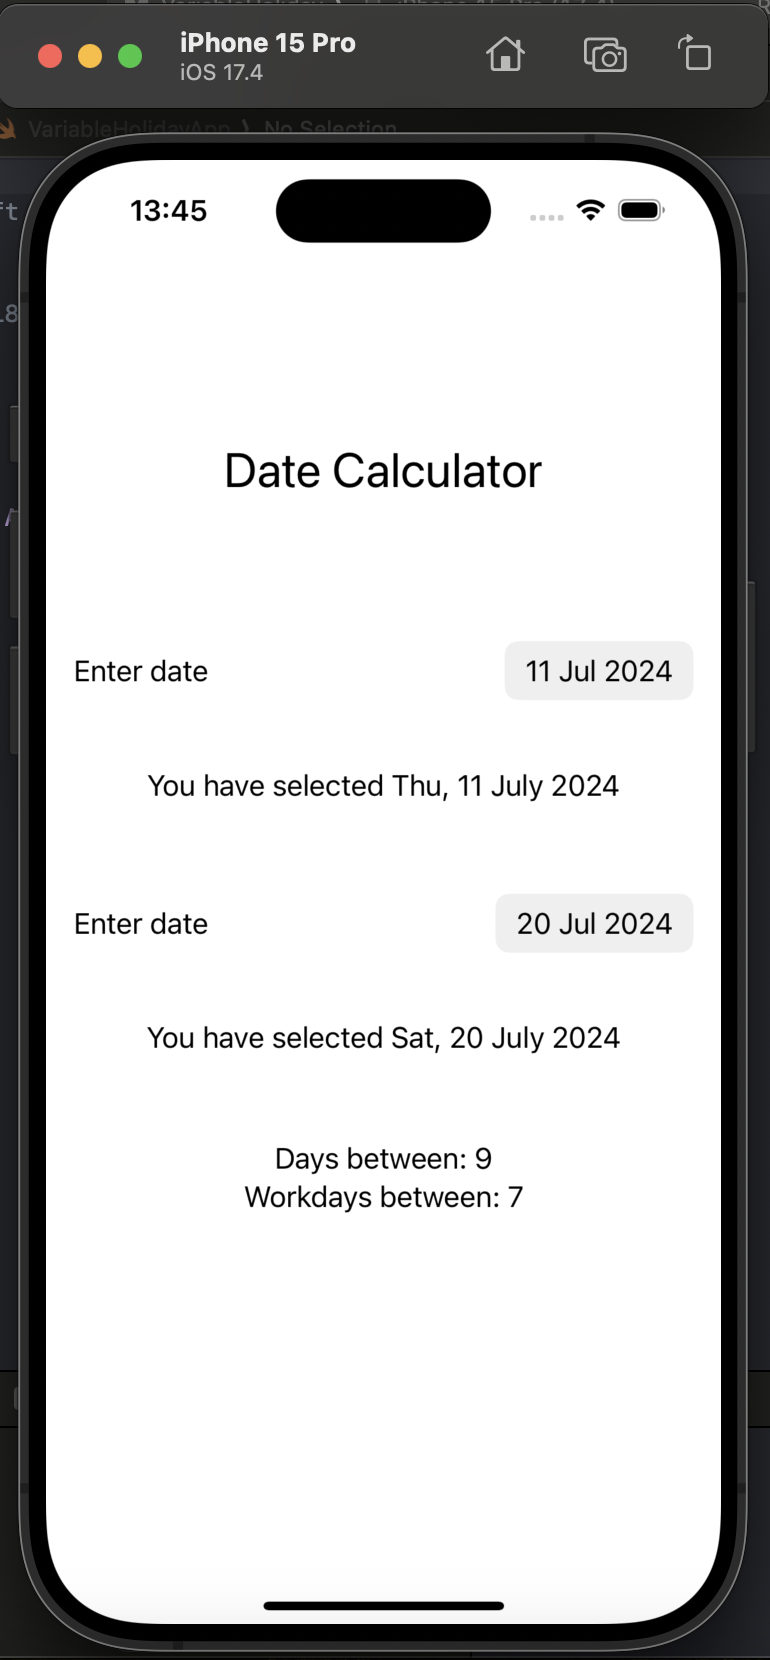 iPhone 15 Pro
iOS 17.4
VariableHolidayApp 〉 No Selection
13:45
Date Calculator
Enter date 11 Jul 2024
You have selected Thu, 11 July 2024
Enter date 20 Jul 2024
You have selected Sat, 20 July 2024
Days between: 9
Workdays between: 7